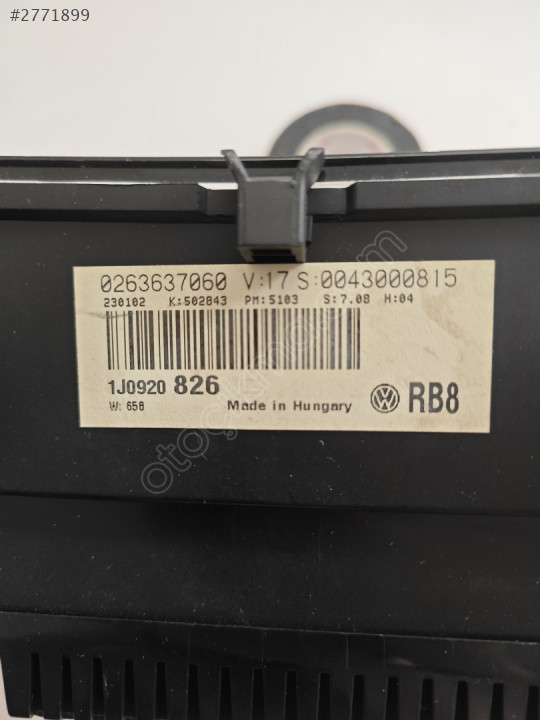 #2771899
0263637060 V:17 S:0043000815
230102 K:502843 PM:5103 S:7.08 H:04
1J0920 826
W: 658 Made in Hungary RB8